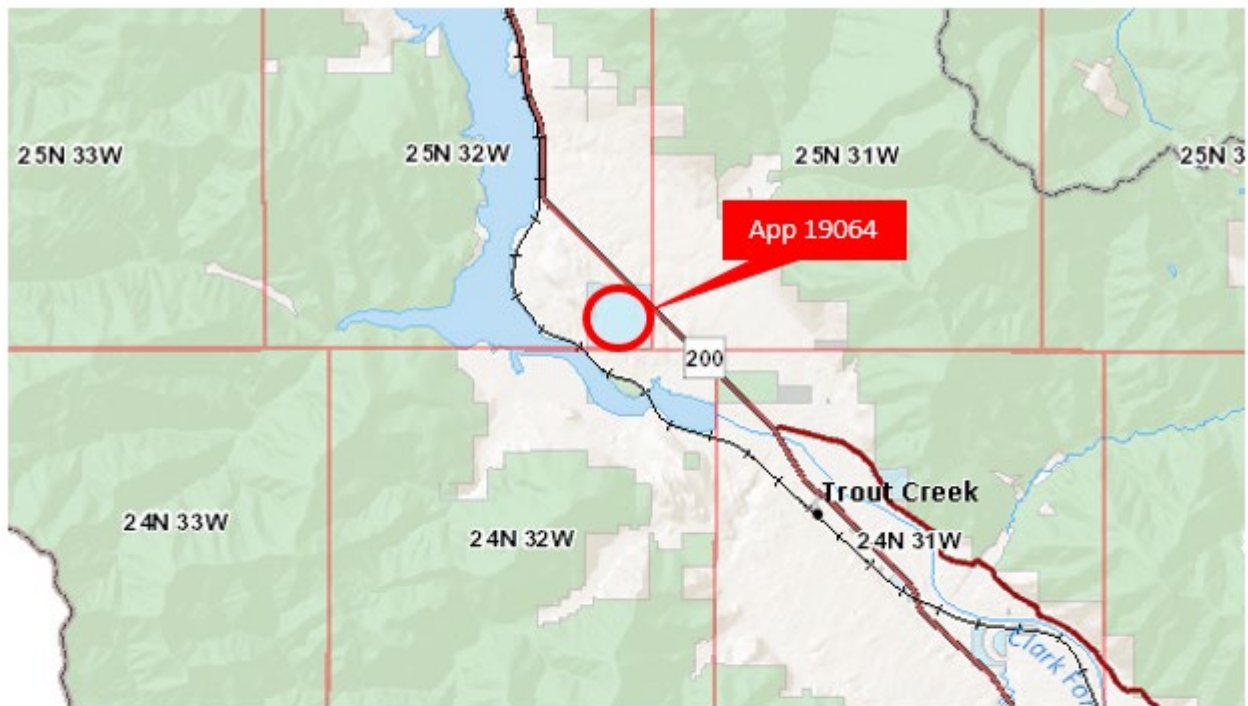 25N 33W
25N 32W
25N 31W
25N 3
App 19064
200
Trout Creek
24N 33W
24N 32W
24N 31W
Clark For